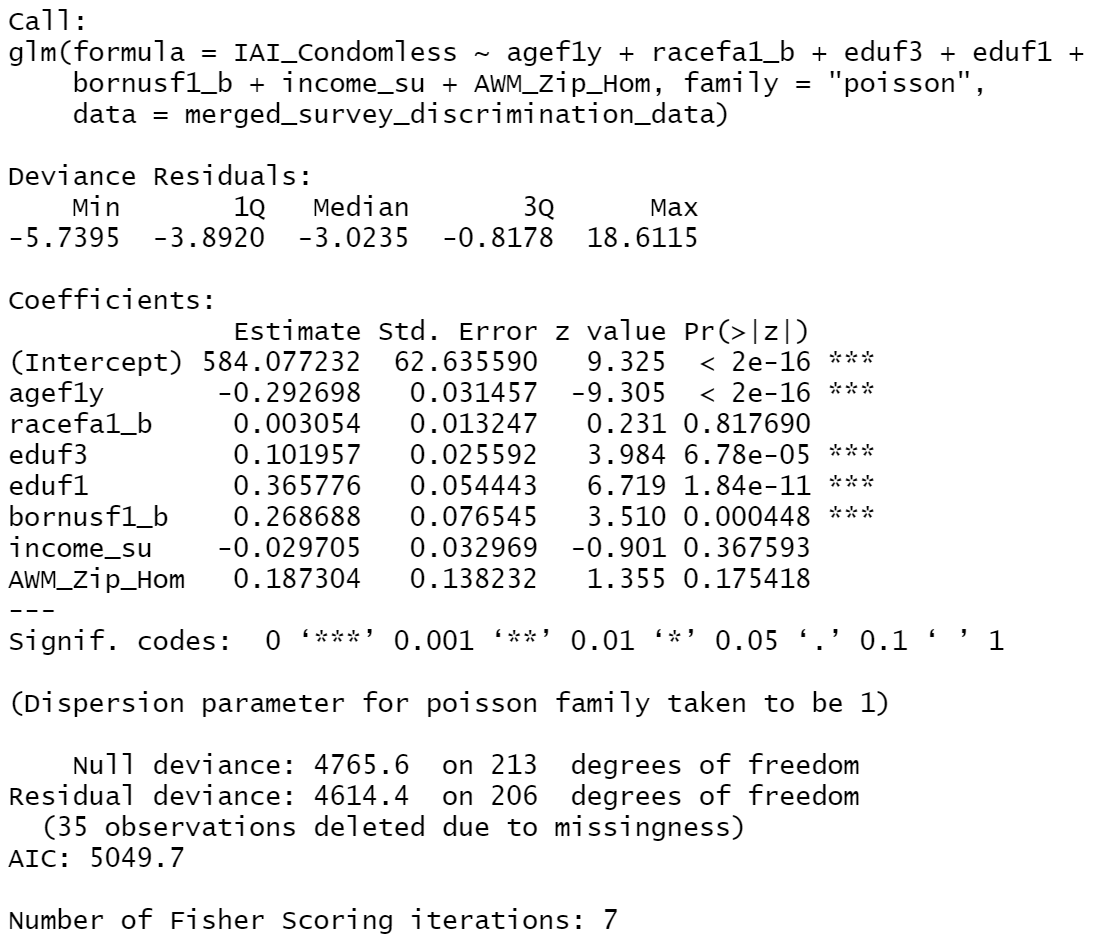 Call:
glm(formula = IAI_Condomless ~ agef1y + racefa1_b + eduf3 + eduf1 +
    bornusf1_b + income_su + AWM_Zip_Hom, family = "poisson",
    data = merged_survey_discrimination_data)

Deviance Residuals:
    Min       1Q   Median       3Q      Max
-5.7395  -3.8920  -3.0235  -0.8178  18.6115

Coefficients:
              Estimate Std. Error z value Pr(>|z|)
(Intercept) 584.077232  62.635590   9.325  < 2e-16 ***
agef1y       -0.292698   0.031457  -9.305  < 2e-16 ***
racefa1_b     0.003054   0.013247   0.231 0.817690
eduf3         0.101957   0.025592   3.984 6.78e-05 ***
eduf1         0.365776   0.054443   6.719 1.84e-11 ***
bornusf1_b    0.268688   0.076545   3.510 0.000448 ***
income_su    -0.029705   0.032969  -0.901 0.367593
AWM_Zip_Hom   0.187304   0.138232   1.355 0.175418
---
Signif. codes:  0 ‘***’ 0.001 ‘**’ 0.01 ‘*’ 0.05 ‘.’ 0.1 ‘ ’ 1

(Dispersion parameter for poisson family taken to be 1)

    Null deviance: 4765.6  on 213  degrees of freedom
Residual deviance: 4614.4  on 206  degrees of freedom
  (35 observations deleted due to missingness)
AIC: 5049.7

Number of Fisher Scoring iterations: 7